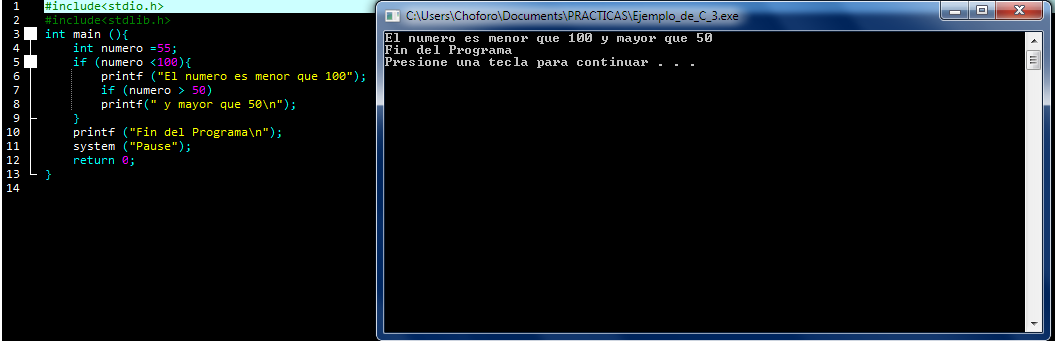 1 #include<stdio.h>
2 #include<stdlib.h>
3 int main (){
4 int numero =55;
5 if (numero <100){
6 printf ("El numero es menor que 100");
7 if (numero > 50)
8 printf(" y mayor que 50\n");
9 }
10 printf ("Fin del Programa\n");
11 system ("Pause");
12 return 0;
13 }
14
C:\Users\Choforo\Documents\PRACTICAS\Ejemplo_de_C_3.exe
El numero es menor que 100 y mayor que 50
Fin del Programa
Presione una tecla para continuar . . .